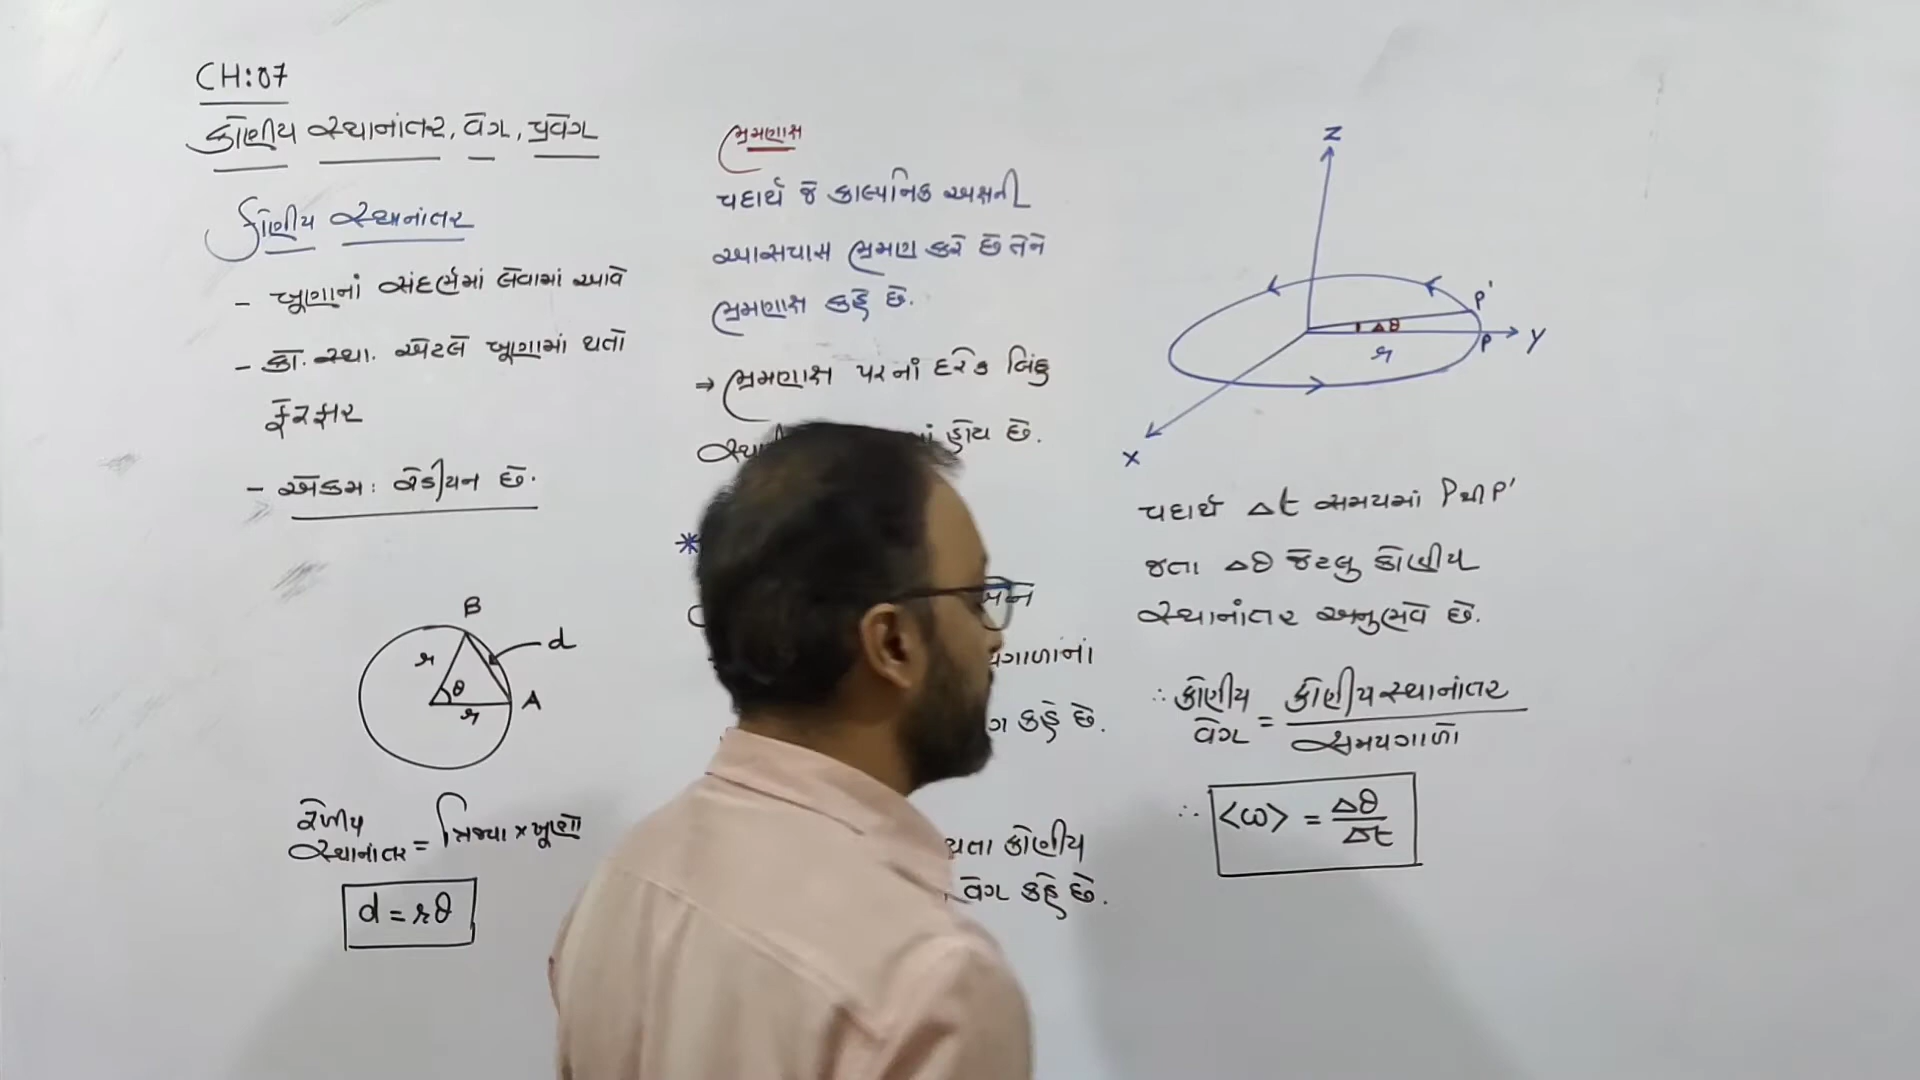 CH:07
કોણીય સ્થાનાંતર, વેગ, પ્રવેગ
કોણીય સ્થાનાંતર
- ખૂણાનાં સંદર્ભમાં લેવામાં આવે
- કો. સ્થા. એટલે ખૂણામાં થતો
ફેરફાર
- એકમ: રેડીયન છે.
B
d
r
θ
r
A
રેખીય
સ્થાનાંતર = ત્રિજ્યા × ખૂણો
d = rθ
ભ્રમણાક્ષ
પદાર્થ જે કાલ્પનિક અક્ષની
આસપાસ ભ્રમણ કરે છે તેને
ભ્રમણાક્ષ કહે છે.
⇒ ભ્રમણાક્ષ પરનાં દરેક બિંદુ
હોય છે.
*
કહે છે.
થતા કોણીય
વેગ કહે છે.
Z
P'
Δθ
P
Y
r
X
પદાર્થ Δt સમયમાં P થી P'
જતા Δθ જેટલુ કોણીય
સ્થાનાંતર અનુભવે છે.
∴ કોણીય વેગ = કોણીય સ્થાનાંતર / સમયગાળો
∴ <ω> = Δθ / Δt